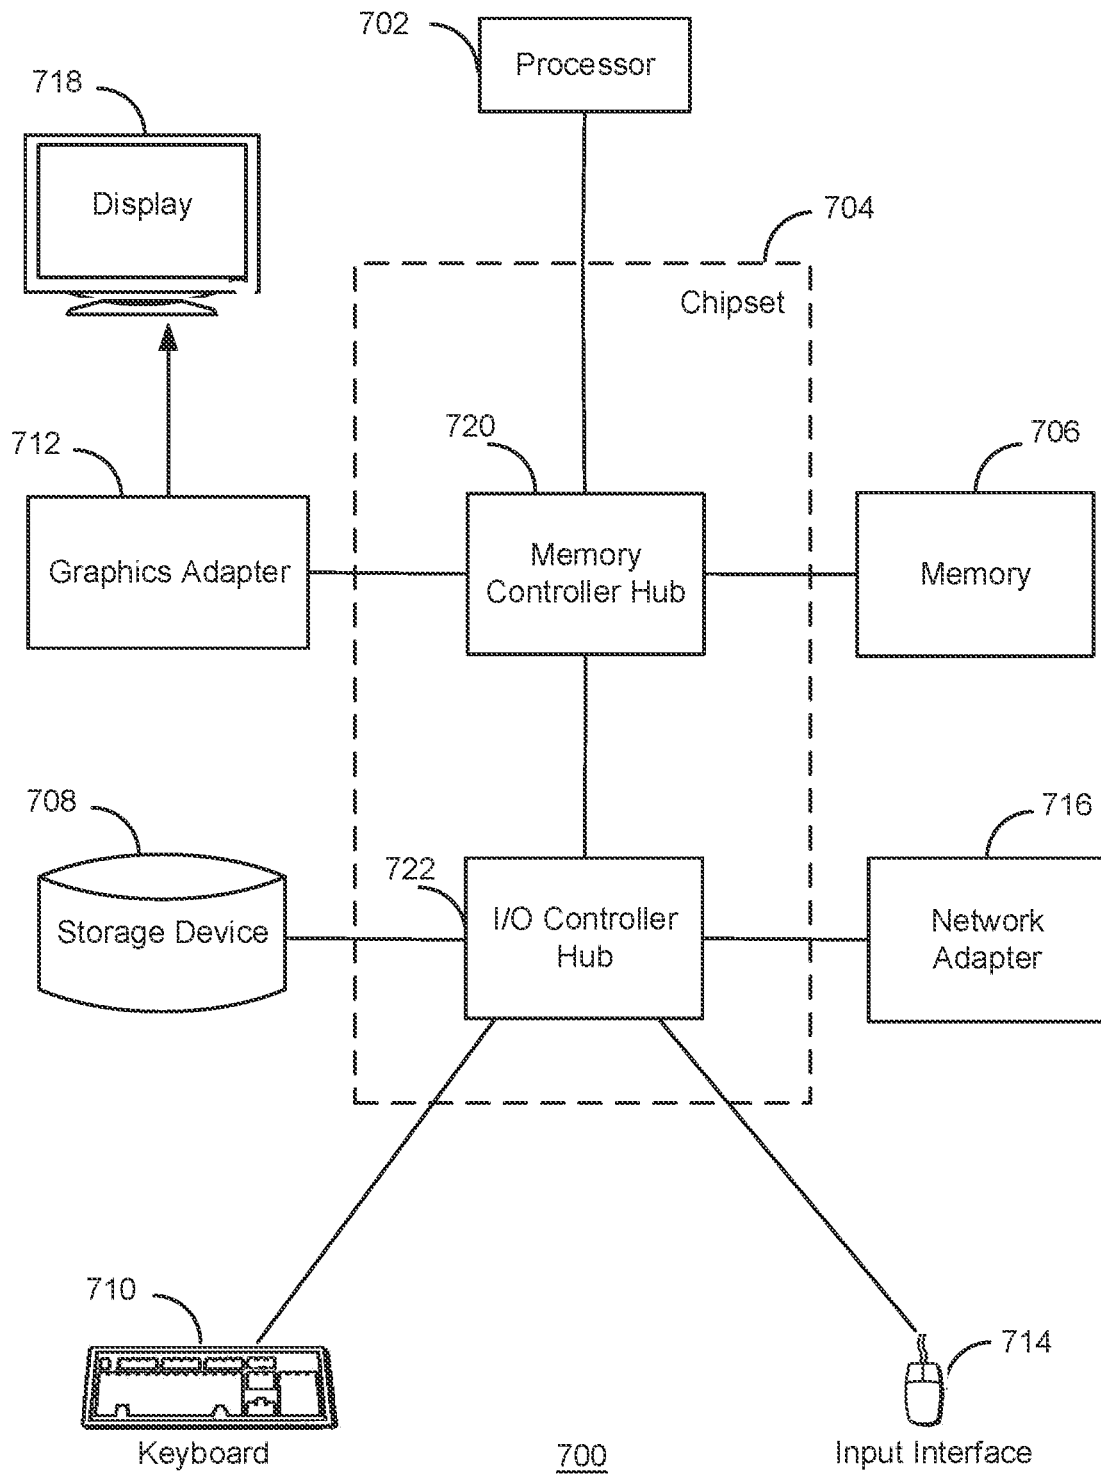 702
Processor
718
Display
704
Chipset
712
720
706
Graphics Adapter
Memory
Controller Hub
Memory
708
722
716
Storage Device
I/O Controller
Hub
Network
Adapter
710
714
Keyboard
700
Input Interface